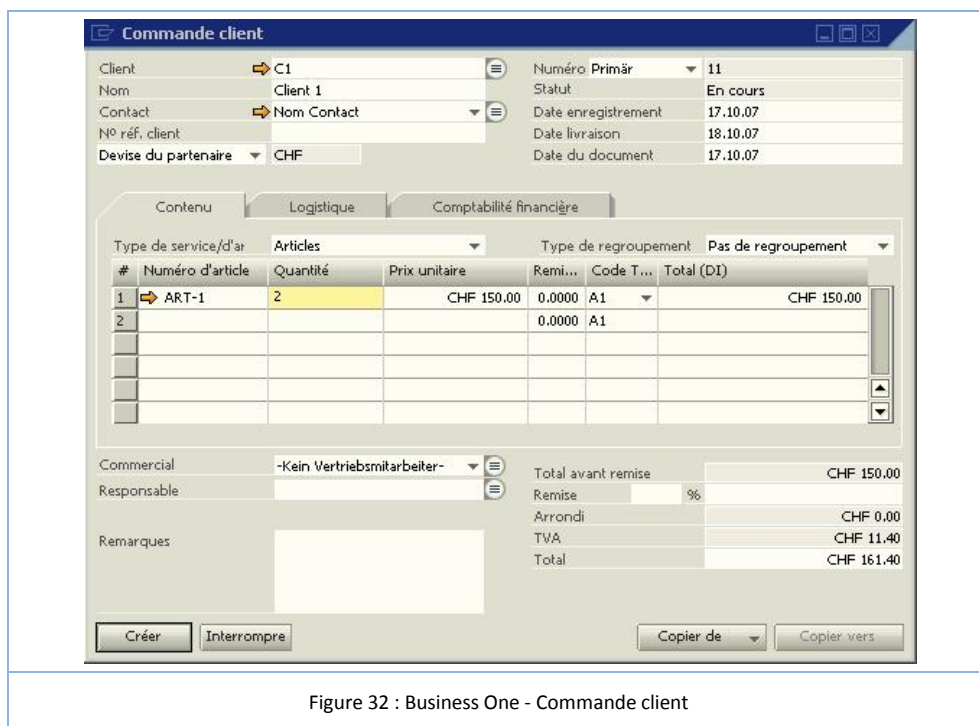 Commande client
Client C1 Numéro Primär 11
Nom Client 1 Statut En cours
Contact Nom Contact Date enregistrement 17.10.07
Nº réf. client Date livraison 18.10.07
Devise du partenaire CHF Date du document 17.10.07
Contenu Logistique Comptabilité financière
Type de service/d'ar Articles Type de regroupement Pas de regroupement
# Numéro d'article Quantité Prix unitaire Remi... Code T... Total (DI)
1 ART-1 2 CHF 150.00 0.0000 A1 CHF 150.00
2 0.0000 A1
Commercial -Kein Vertriebsmitarbeiter- Total avant remise CHF 150.00
Responsable Remise %
Arrondi CHF 0.00
Remarques TVA CHF 11.40
Total CHF 161.40
Créer Interrompre Copier de Copier vers
Figure 32 : Business One - Commande client